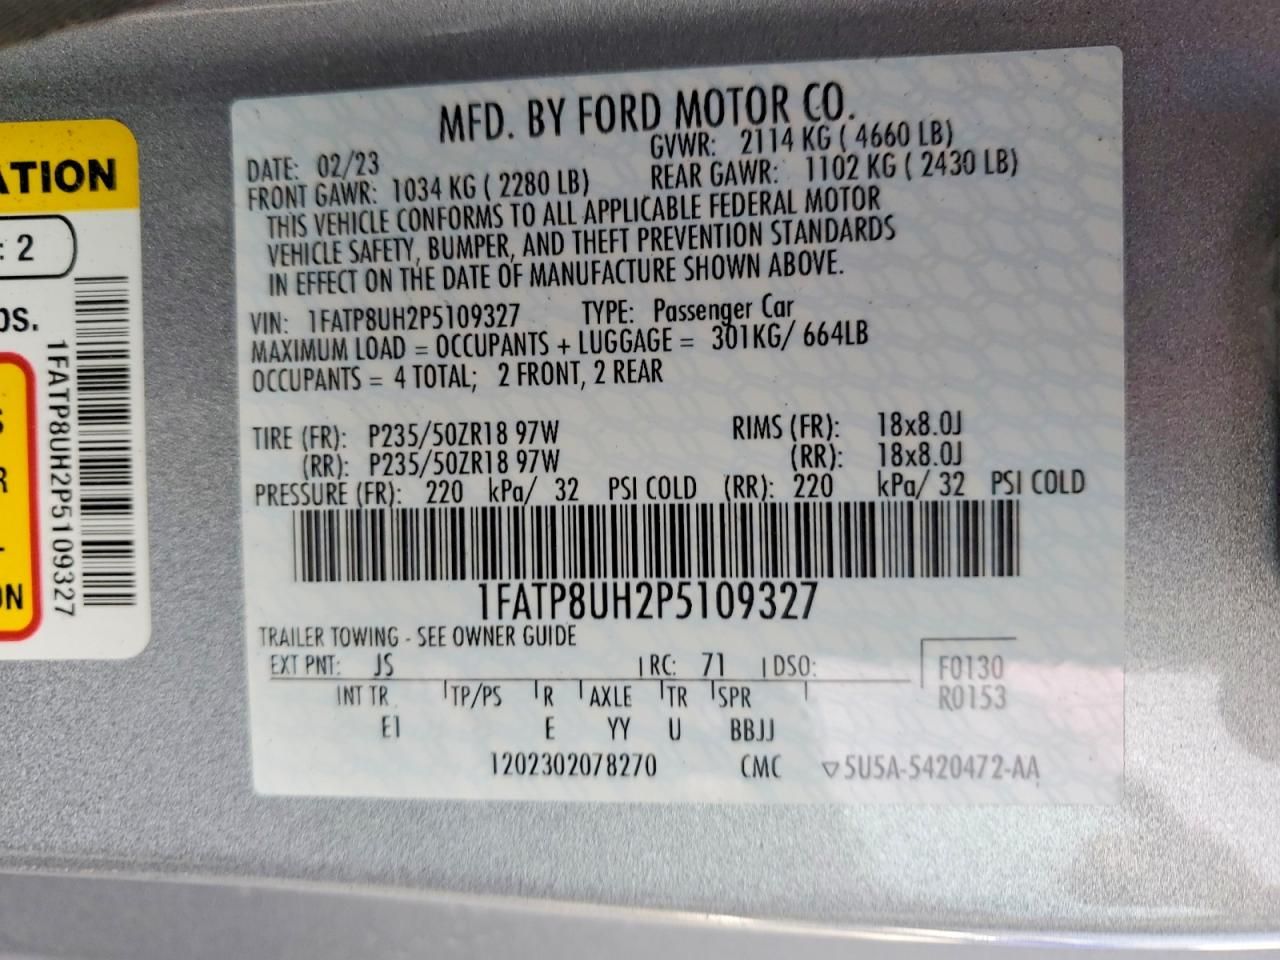 MFD. BY FORD MOTOR CO.
DATE: 02/23 GVWR: 2114 KG ( 4660 LB)
FRONT GAWR: 1034 KG ( 2280 LB) REAR GAWR: 1102 KG ( 2430 LB)
THIS VEHICLE CONFORMS TO ALL APPLICABLE FEDERAL MOTOR
VEHICLE SAFETY, BUMPER, AND THEFT PREVENTION STANDARDS
IN EFFECT ON THE DATE OF MANUFACTURE SHOWN ABOVE.
VIN: 1FATP8UH2P5109327 TYPE: Passenger Car
MAXIMUM LOAD = OCCUPANTS + LUGGAGE = 301KG/ 664LB
OCCUPANTS = 4 TOTAL; 2 FRONT, 2 REAR
TIRE (FR): P235/50ZR18 97W RIMS (FR): 18x8.0J
(RR): P235/50ZR18 97W (RR): 18x8.0J
PRESSURE (FR): 220 kPa/ 32 PSI COLD (RR): 220 kPa/ 32 PSI COLD
1FATP8UH2P5109327
TRAILER TOWING - SEE OWNER GUIDE
EXT PNT: JS RC: 71 DSO: F0130
INT TR TP/PS R AXLE TR SPR R0153
EI E YY U BBJJ
1202302078270 CMC ▽5U5A-5420472-AA
ATION
: 2
OS.
1FATP8UH2P5109327
S
R
ON